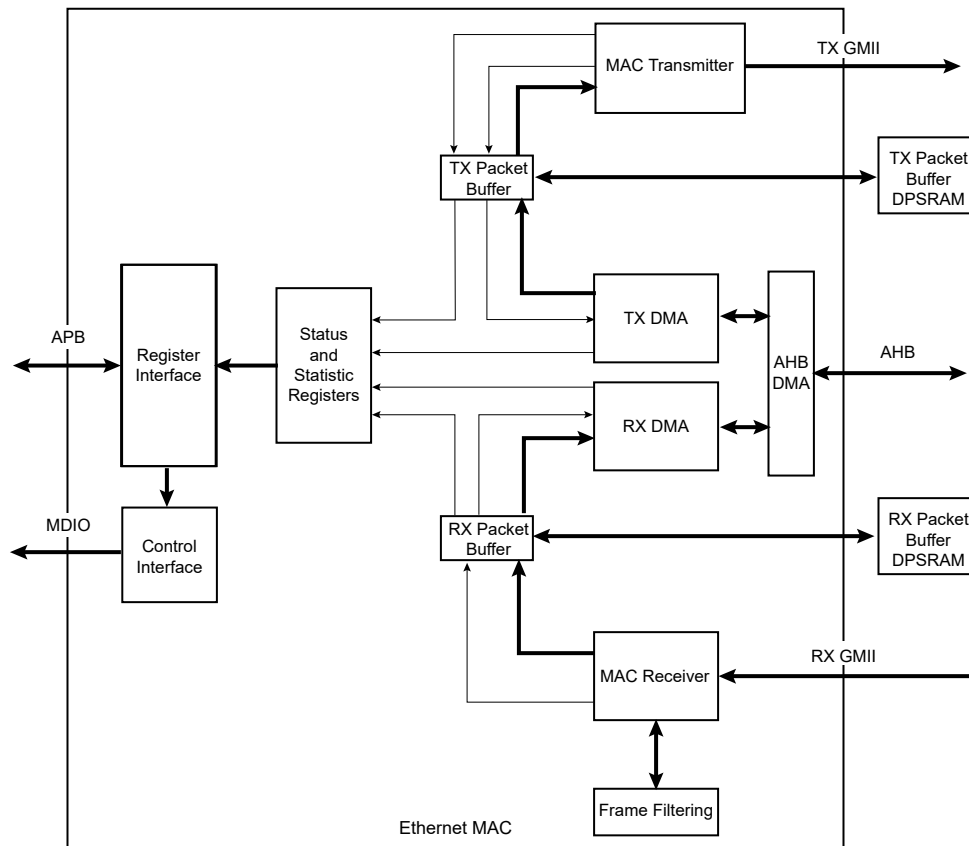 TX GMII
MAC Transmitter
TX Packet
Buffer
TX Packet
Buffer
DPSRAM
APB
Register
Interface
Status
and
Statistic
Registers
TX DMA
AHB
DMA
AHB
RX DMA
MDIO
Control
Interface
RX Packet
Buffer
RX Packet
Buffer
DPSRAM
MAC Receiver
RX GMII
Frame Filtering
Ethernet MAC